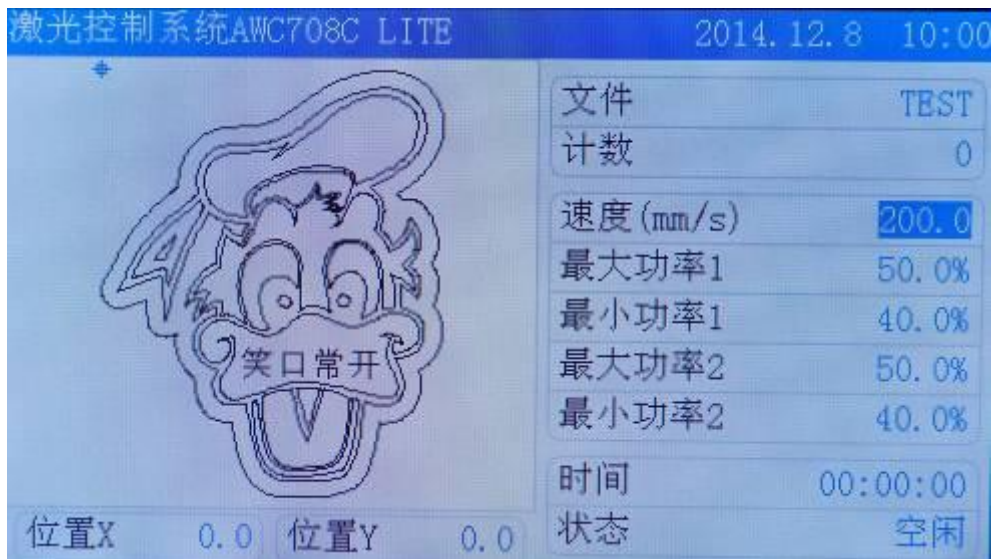 激光控制系统AWC708C LITE 2014.12.8 10:00
文件 TEST
计数 0
速度(mm/s) 200.0
最大功率1 50.0%
最小功率1 40.0%
最大功率2 50.0%
最小功率2 40.0%
时间 00:00:00
状态 空闲
笑口常开
位置X 0.0 位置Y 0.0